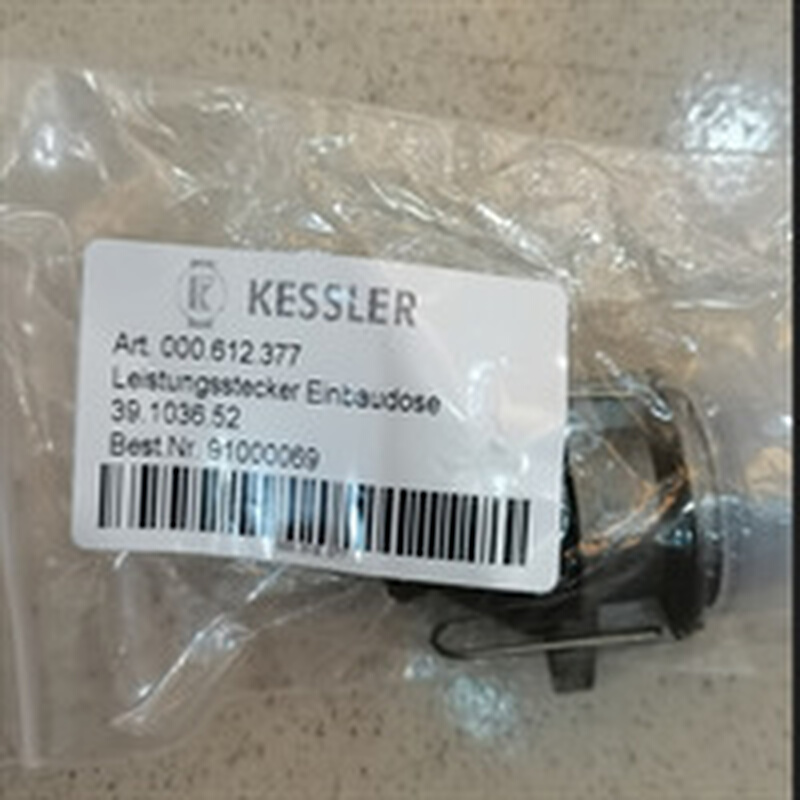 KESSLER
Art. 000.612.377
Leistungsstecker Einbaudose
39.1036.52
Best.Nr. 91000069